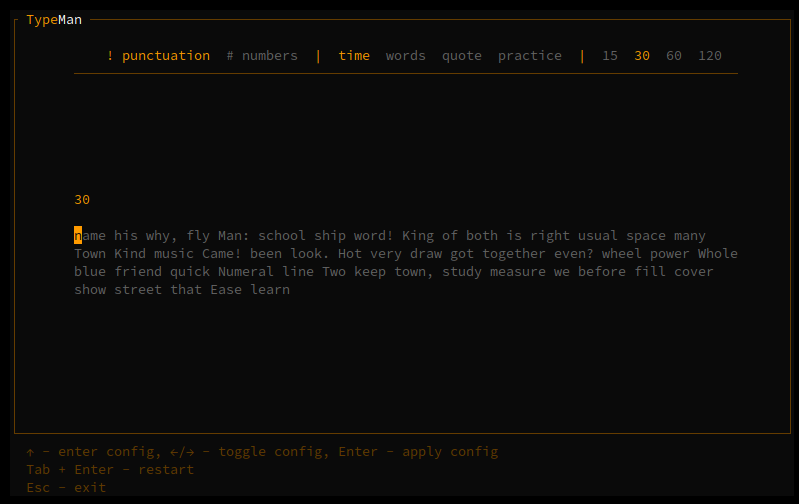 TypeMan
! punctuation # numbers | time words quote practice | 15 30 60 120
30
name his why, fly Man: school ship word! King of both is right usual space many
Town Kind music Came! been look. Hot very draw got together even? wheel power Whole
blue friend quick Numeral line Two keep town, study measure we before fill cover
show street that Ease learn
↑ - enter config, ←/→ - toggle config, Enter - apply config
Tab + Enter - restart
Esc - exit